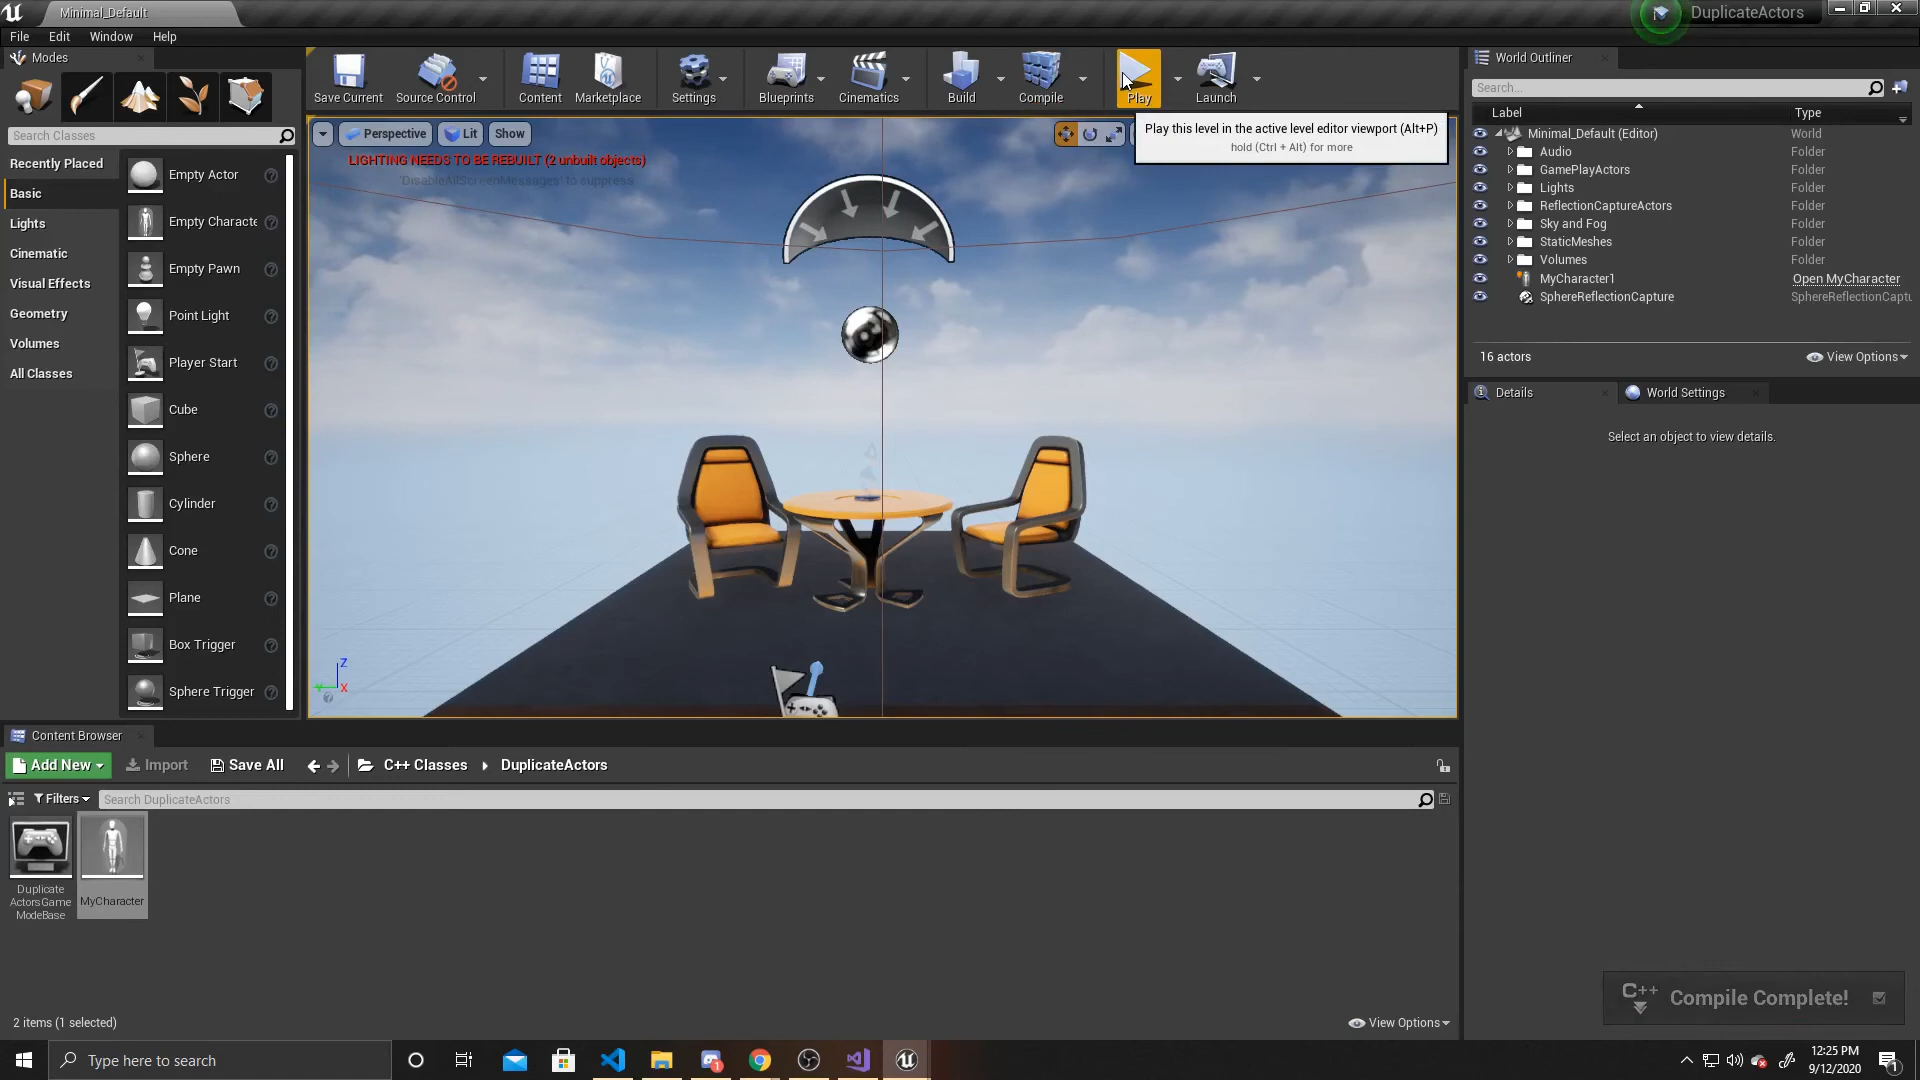 Minimal_Default
DuplicateActors
File Edit Window Help
Modes
Search Classes
Recently Placed
Basic
Lights
Cinematic
Visual Effects
Geometry
Volumes
All Classes
Empty Actor
Empty Characte
Empty Pawn
Point Light
Player Start
Cube
Sphere
Cylinder
Cone
Plane
Box Trigger
Sphere Trigger
Save Current Source Control Content Marketplace Settings Blueprints Cinematics Build Compile Play Launch
Play this level in the active level editor viewport (Alt+P)
hold (Ctrl + Alt) for more
Perspective Lit Show
LIGHTING NEEDS TO BE REBUILT (2 unbuilt objects)
'DisableAllScreenMessages' to suppress
Z
Y X
World Outliner
Search...
Label Type
Minimal_Default (Editor) World
Audio Folder
GamePlayActors Folder
Lights Folder
ReflectionCaptureActors Folder
Sky and Fog Folder
StaticMeshes Folder
Volumes Folder
MyCharacter1 Open MyCharacter
SphereReflectionCapture SphereReflectionCaptu
16 actors View Options
Details World Settings
Select an object to view details.
Content Browser
Add New Import Save All C++ Classes DuplicateActors
Filters Search DuplicateActors
Duplicate
ActorsGame
ModeBase
MyCharacter
2 items (1 selected) View Options
C++ Compile Complete!
Type here to search
1
12:25 PM
9/12/2020
1